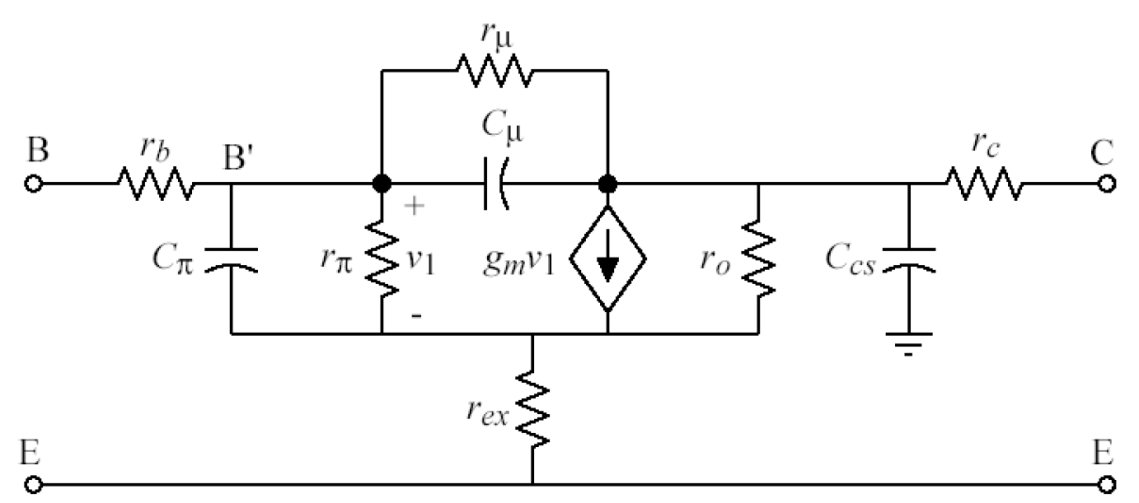 rμ
Cμ
B
rb
B'
rc
C
+
Cπ
rπ
v1
gmv1
ro
Ccs
-
rex
E
E